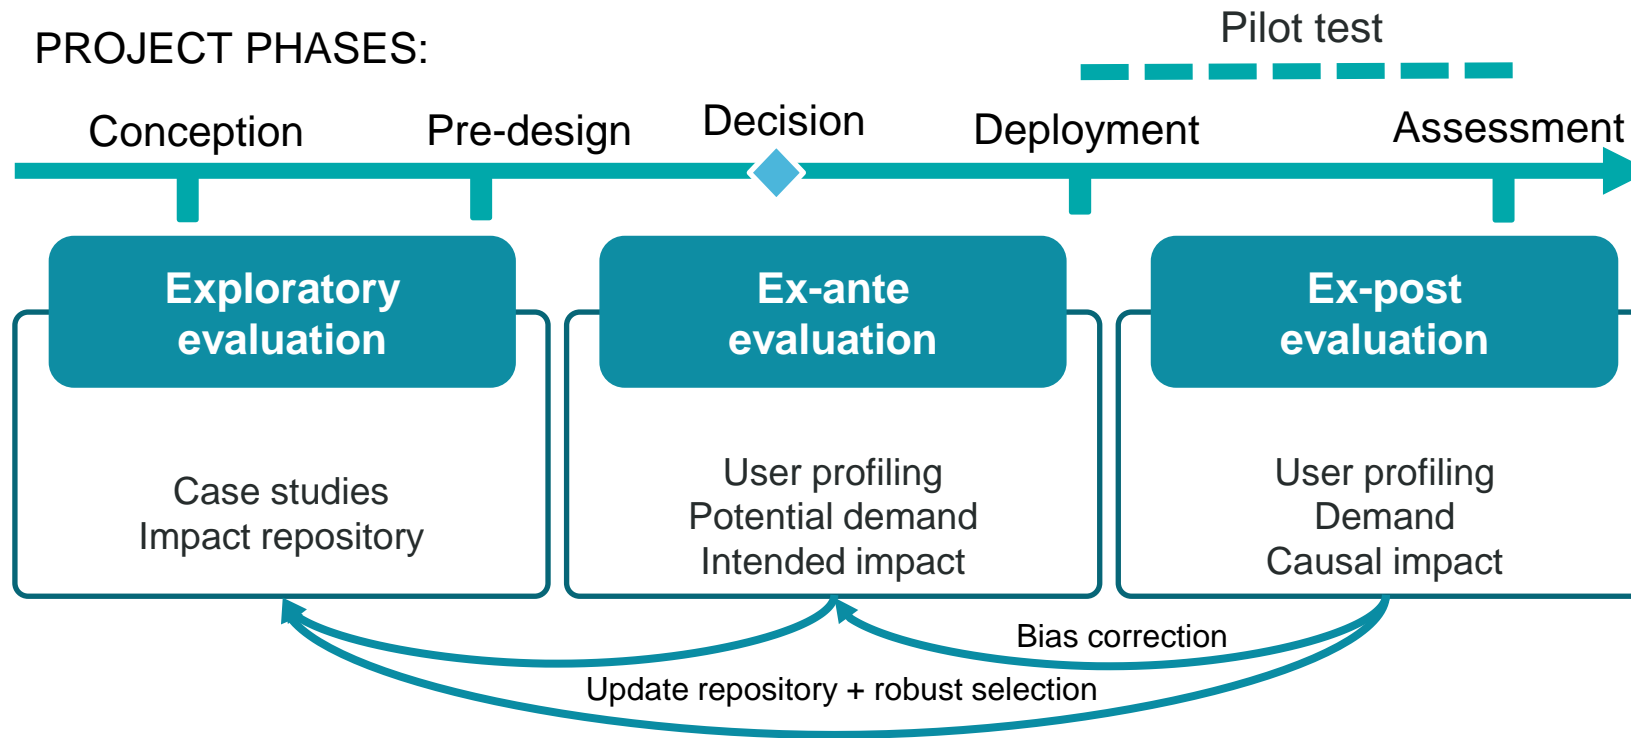 PROJECT PHASES:
Pilot test
Conception
Pre-design
Decision
Deployment
Assessment
Exploratory
evaluation
Ex-ante
evaluation
Ex-post
evaluation
Case studies
Impact repository
User profiling
Potential demand
Intended impact
User profiling
Demand
Causal impact
Bias correction
Update repository + robust selection